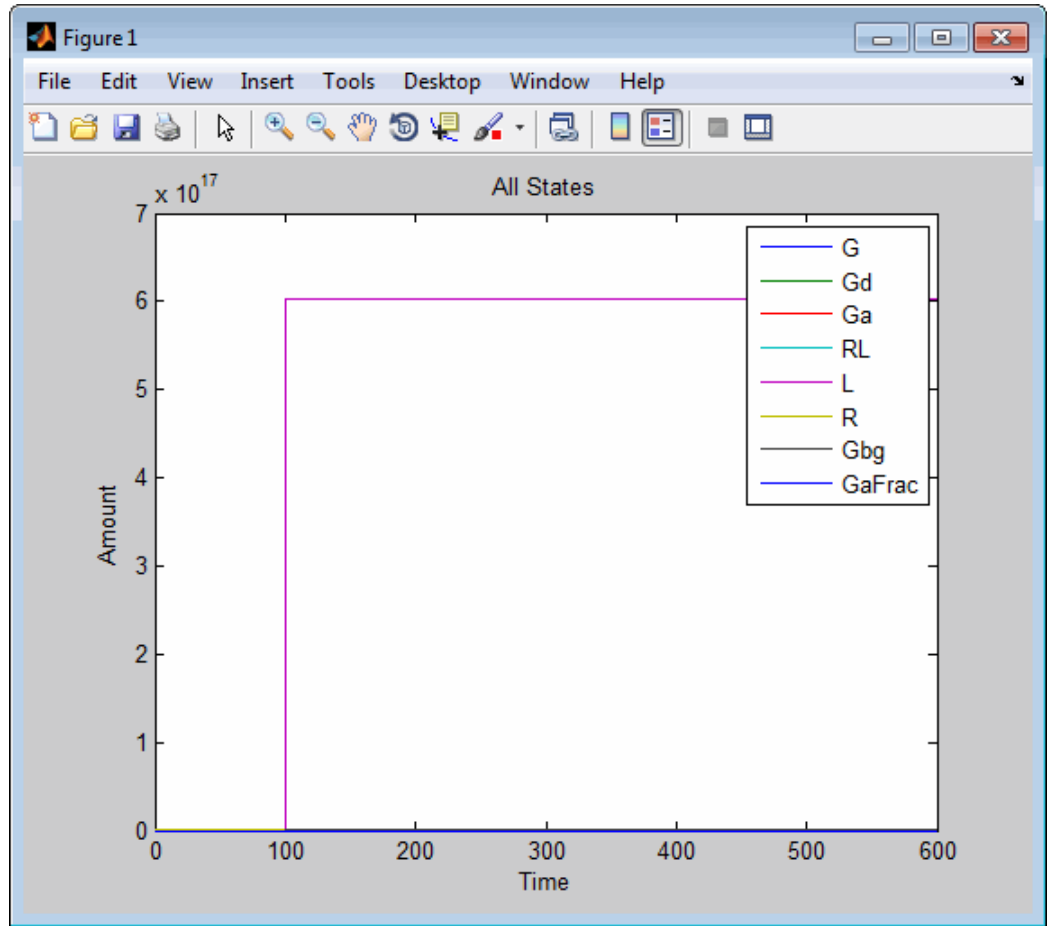 Figure 1
File Edit View Insert Tools Desktop Window Help
x 10^17
All States
7
6
5
4
3
2
1
0
Amount
0 100 200 300 400 500 600
Time
G
Gd
Ga
RL
L
R
Gbg
GaFrac